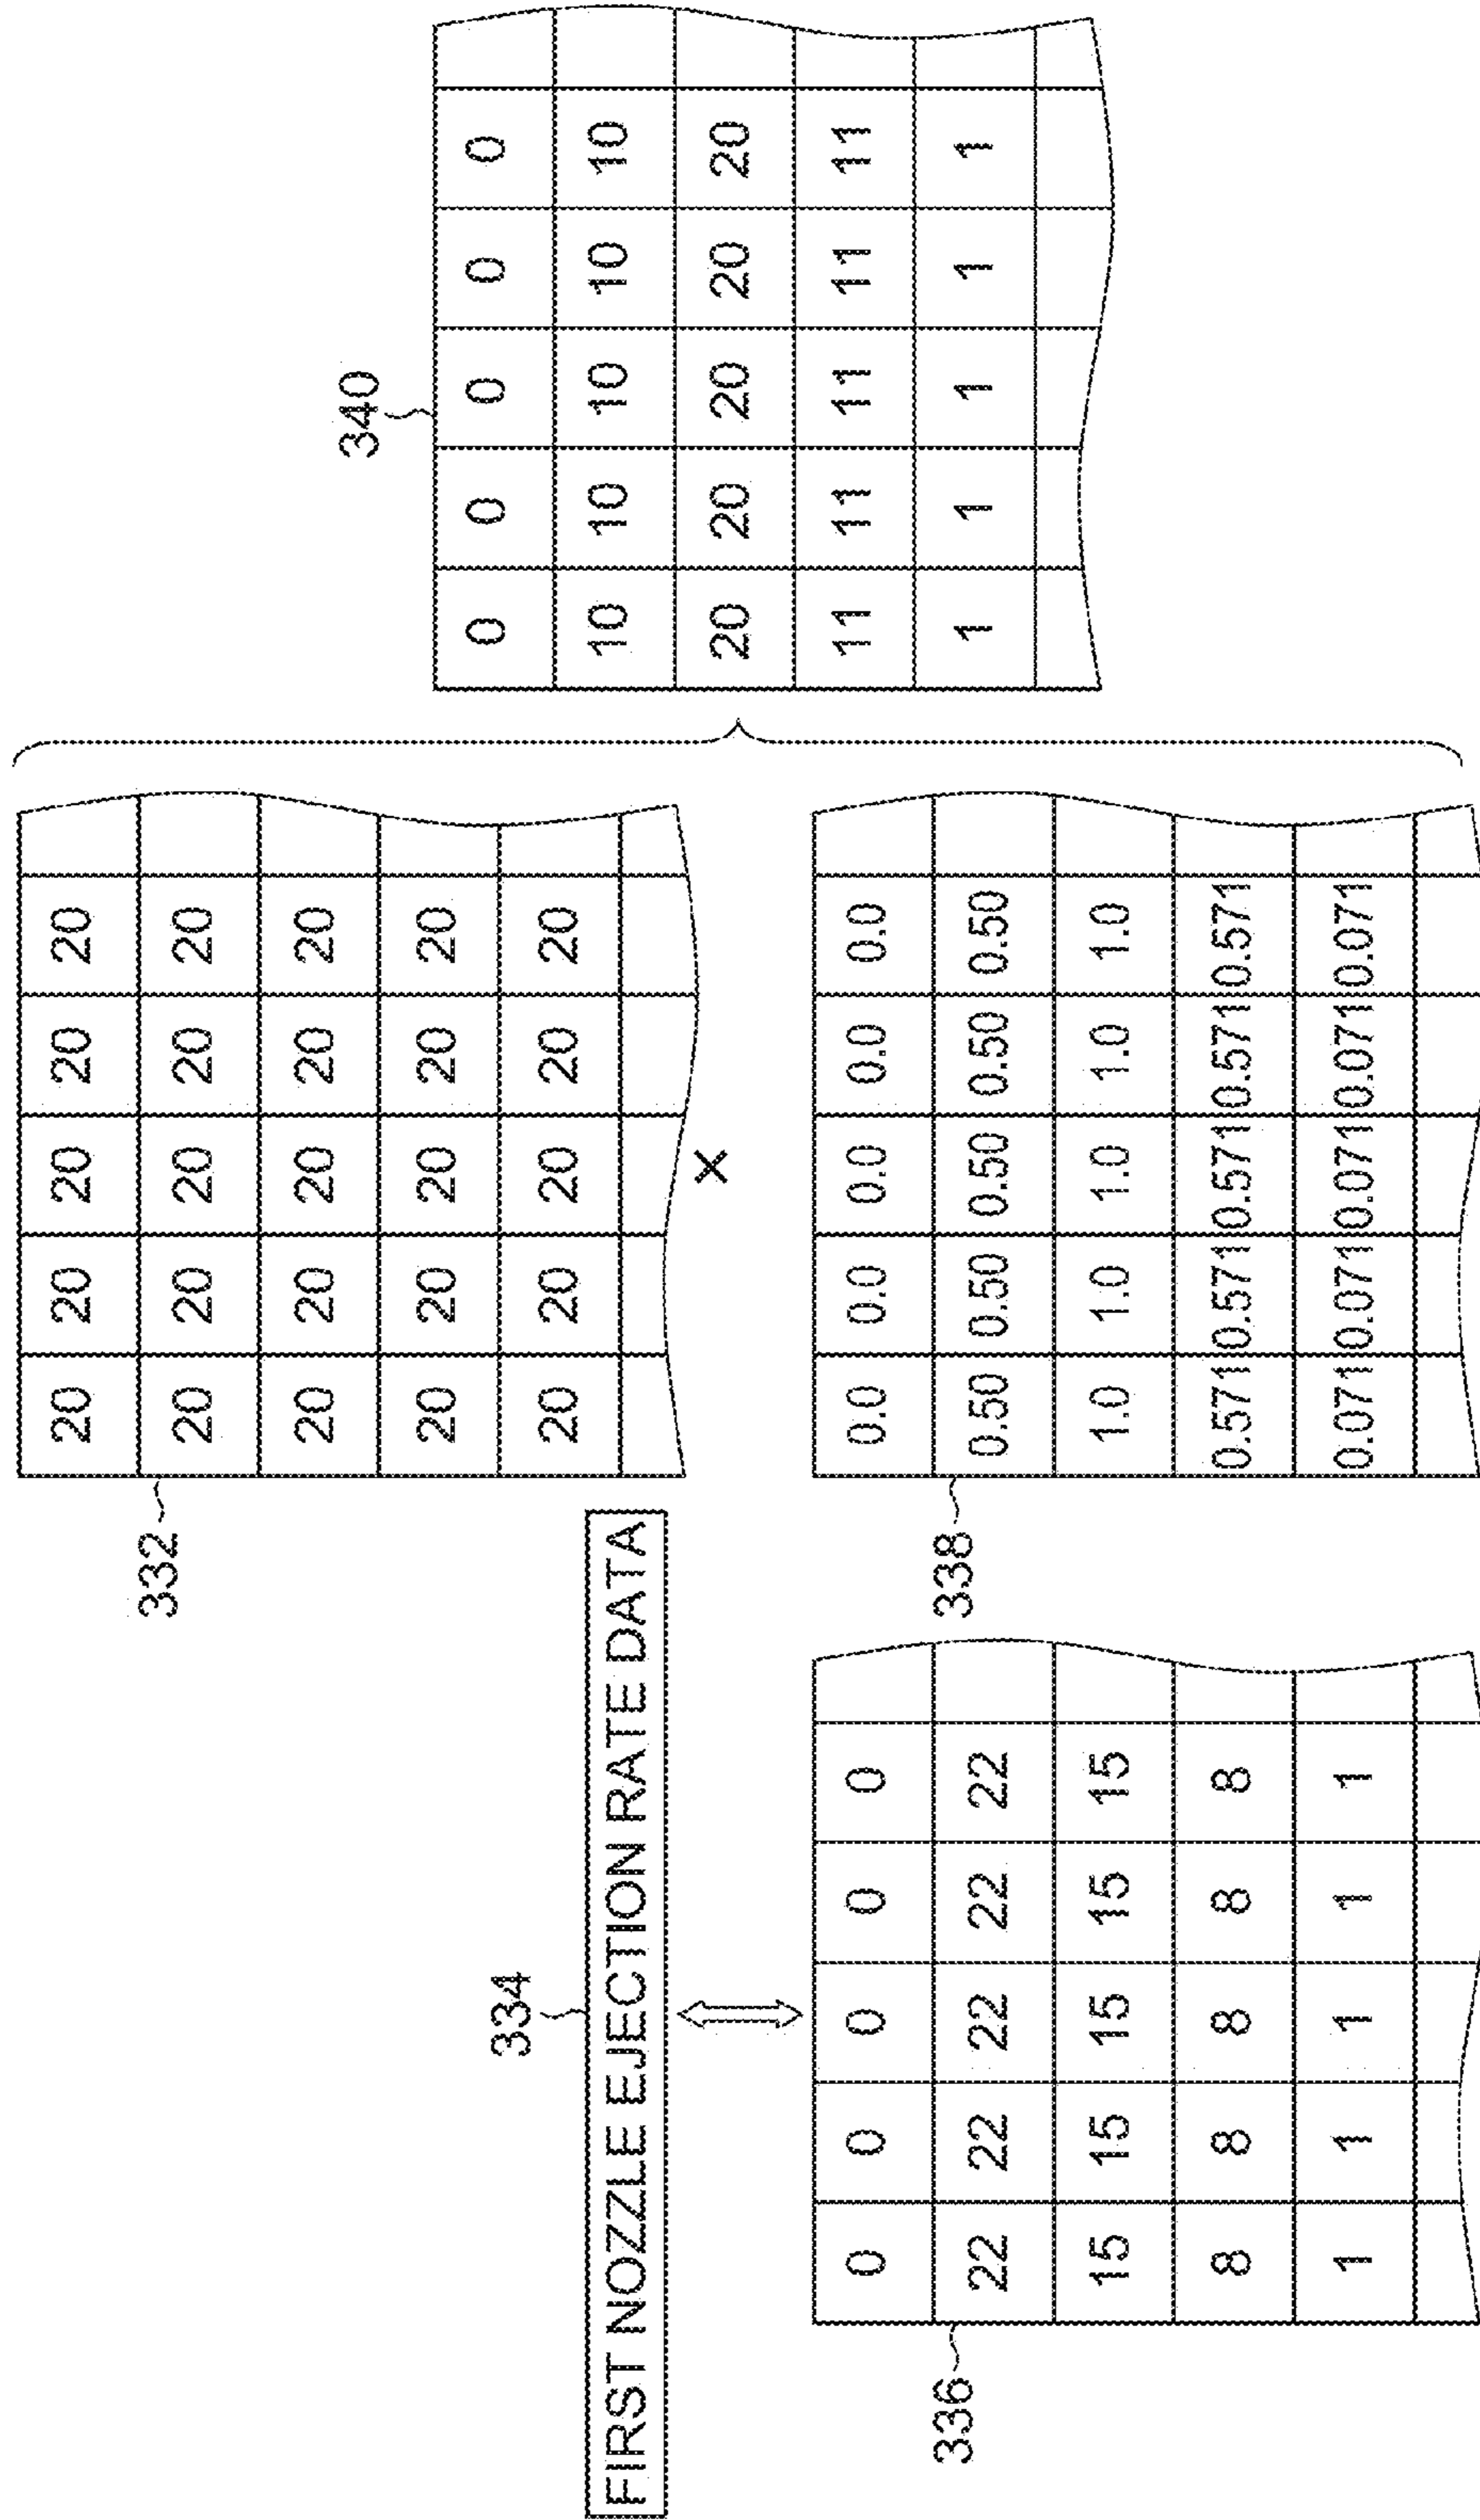 FIRST NOZZLE EJECTION RATE DATA
334
336
0 0 0 0 0
22 22 22 22 22
15 15 15 15 15
8 8 8 8 8
1 1 1 1 1
332
20 20 20 20 20
20 20 20 20 20
20 20 20 20 20
20 20 20 20 20
20 20 20 20 20
×
338
0.0 0.0 0.0 0.0 0.0
0.50 0.50 0.50 0.50 0.50
1.0 1.0 1.0 1.0 1.0
0.571 0.571 0.571 0.571 0.571
0.071 0.071 0.071 0.071 0.071
340
0 0 0 0 0
10 10 10 10 10
20 20 20 20 20
11 11 11 11 11
1 1 1 1 1